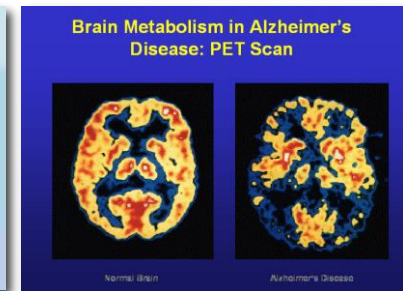 Brain Metabolism in Alzheimer's
Disease: PET Scan
Normal Brain
Alzheimer's Disease